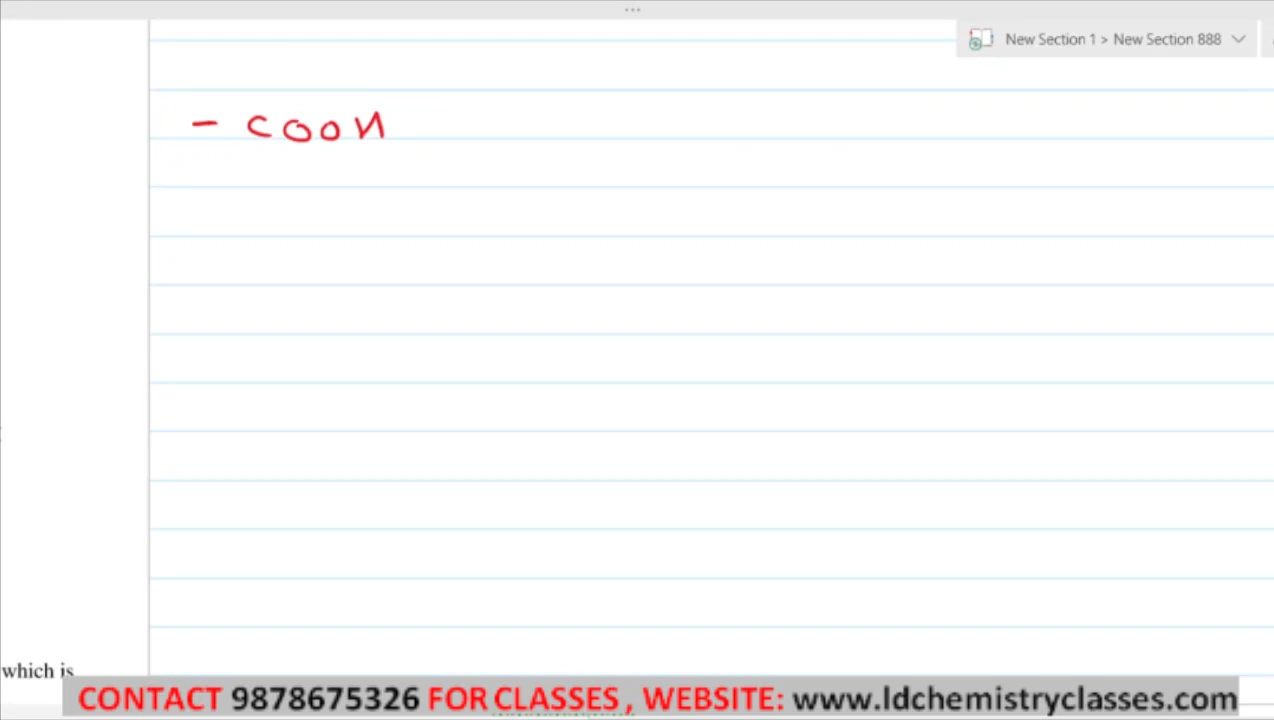 ...
New Section 1 > New Section 888
- COOH
which is
CONTACT 9878675326 FOR CLASSES , WEBSITE: www.ldchemistryclasses.com